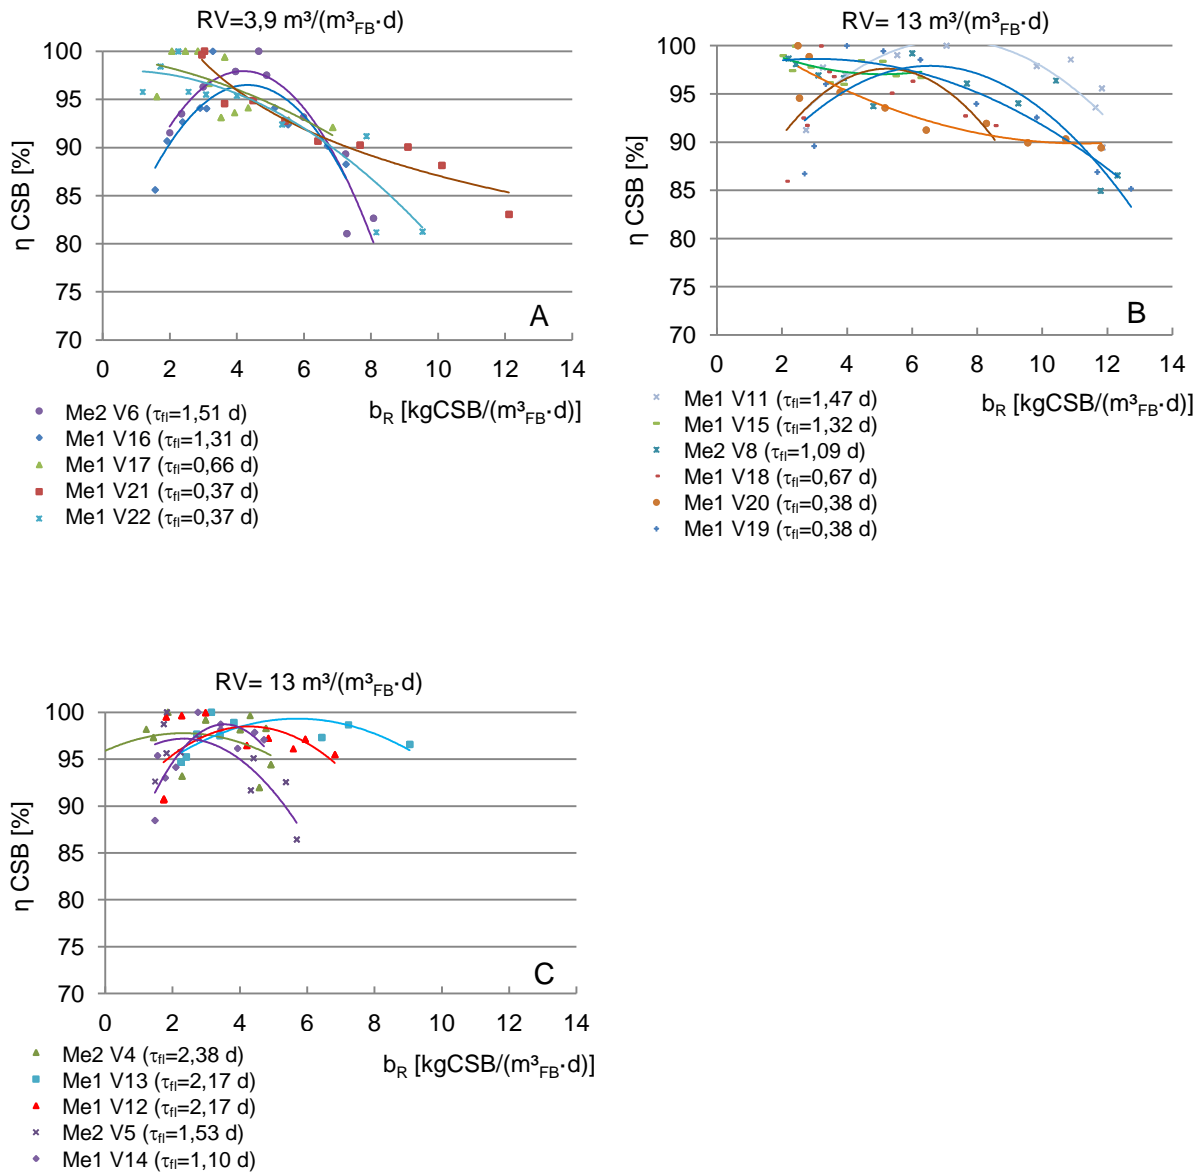 RV=3,9 m³/(m³FB·d)
100
95
90
85
80
75
70
η CSB [%]
A
0 2 4 6 8 10 12 14
bR [kgCSB/(m³FB·d)]
Me2 V6 (τfl=1,51 d)
Me1 V16 (τfl=1,31 d)
Me1 V17 (τfl=0,66 d)
Me1 V21 (τfl=0,37 d)
Me1 V22 (τfl=0,37 d)
RV= 13 m³/(m³FB·d)
100
95
90
85
80
75
70
η CSB [%]
B
0 2 4 6 8 10 12 14
bR [kgCSB/(m³FB·d)]
Me1 V11 (τfl=1,47 d)
Me1 V15 (τfl=1,32 d)
Me2 V8 (τfl=1,09 d)
Me1 V18 (τfl=0,67 d)
Me1 V20 (τfl=0,38 d)
Me1 V19 (τfl=0,38 d)
RV= 13 m³/(m³FB·d)
100
95
90
85
80
75
70
η CSB [%]
C
0 2 4 6 8 10 12 14
bR [kgCSB/(m³FB·d)]
Me2 V4 (τfl=2,38 d)
Me1 V13 (τfl=2,17 d)
Me1 V12 (τfl=2,17 d)
Me2 V5 (τfl=1,53 d)
Me1 V14 (τfl=1,10 d)